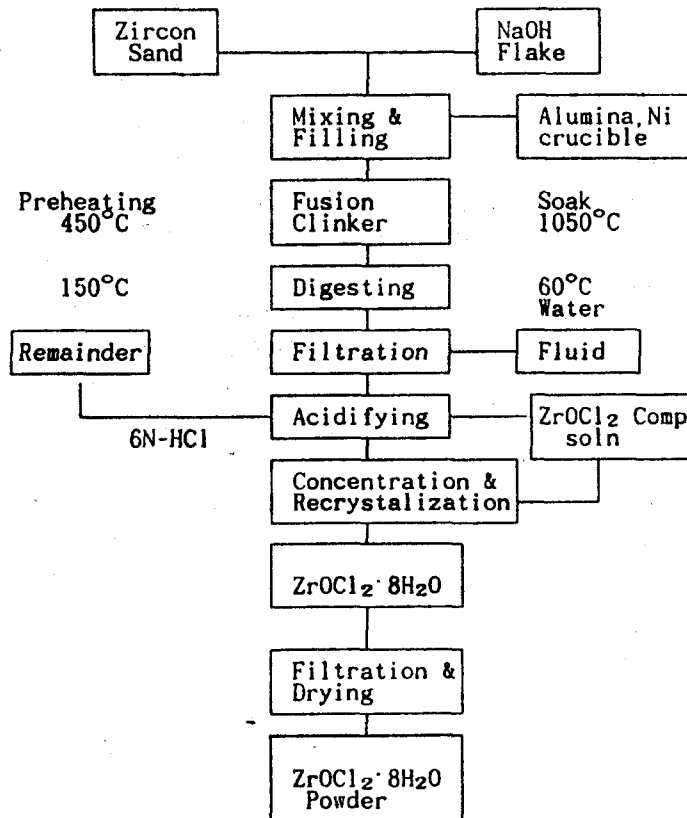 Zircon
Sand
NaOH
Flake
Mixing &
Filling
Alumina,Ni
crucible
Preheating
450°C
Fusion
Clinker
Soak
1050°C
150°C
Digesting
60°C
Water
Remainder
Filtration
Fluid
6N-HCl
Acidifying
ZrOCl₂ Comp
soln
Concentration &
Recrystalization
ZrOCl₂·8H₂O
Filtration &
Drying
ZrOCl₂·8H₂O
Powder